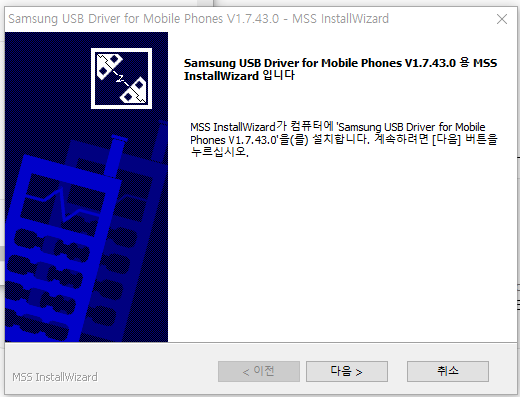 Samsung USB Driver for Mobile Phones V1.7.43.0 - MSS InstallWizard
Samsung USB Driver for Mobile Phones V1.7.43.0 용 MSS
InstallWizard 입니다
MSS InstallWizard가 컴퓨터에 'Samsung USB Driver for Mobile
Phones V1.7.43.0'을(를) 설치합니다. 계속하려면 [다음] 버튼을
누르십시오.
MSS InstallWizard
< 이전
다음 >
취소